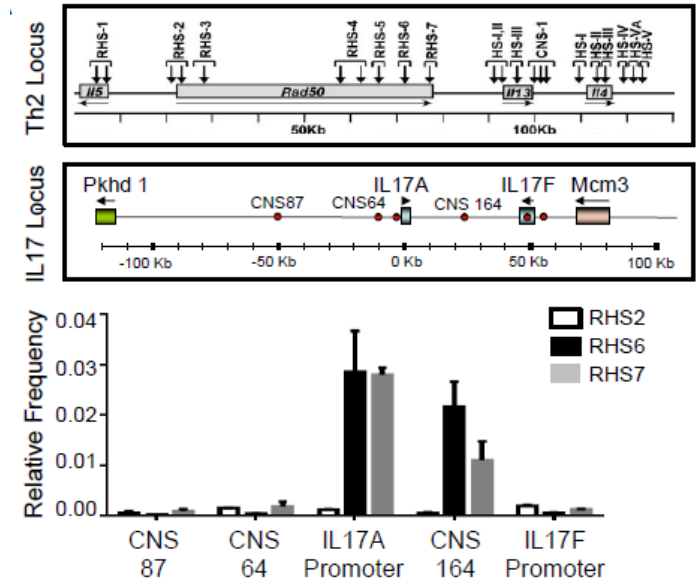 Th2 Locus
RHS-1
RHS-2
RHS-3
RHS-4
RHS-5
RHS-6
RHS-7
HS-I,II
HS-III
CNS-1
HS-I
HS-II
HS-III
HS-IV
HS-VA
HS-V
Il5
Rad50
Il13
Il4
50Kb
100Kb
IL17 Locus
Pkhd 1
IL17A
IL17F
Mcm3
CNS87
CNS64
CNS 164
-100 Kb
-50 Kb
0 Kb
50 Kb
100 Kb
Relative Frequency
0.04
0.03
0.02
0.01
0.00
RHS2
RHS6
RHS7
CNS
87
CNS
64
IL17A
Promoter
CNS
164
IL17F
Promoter